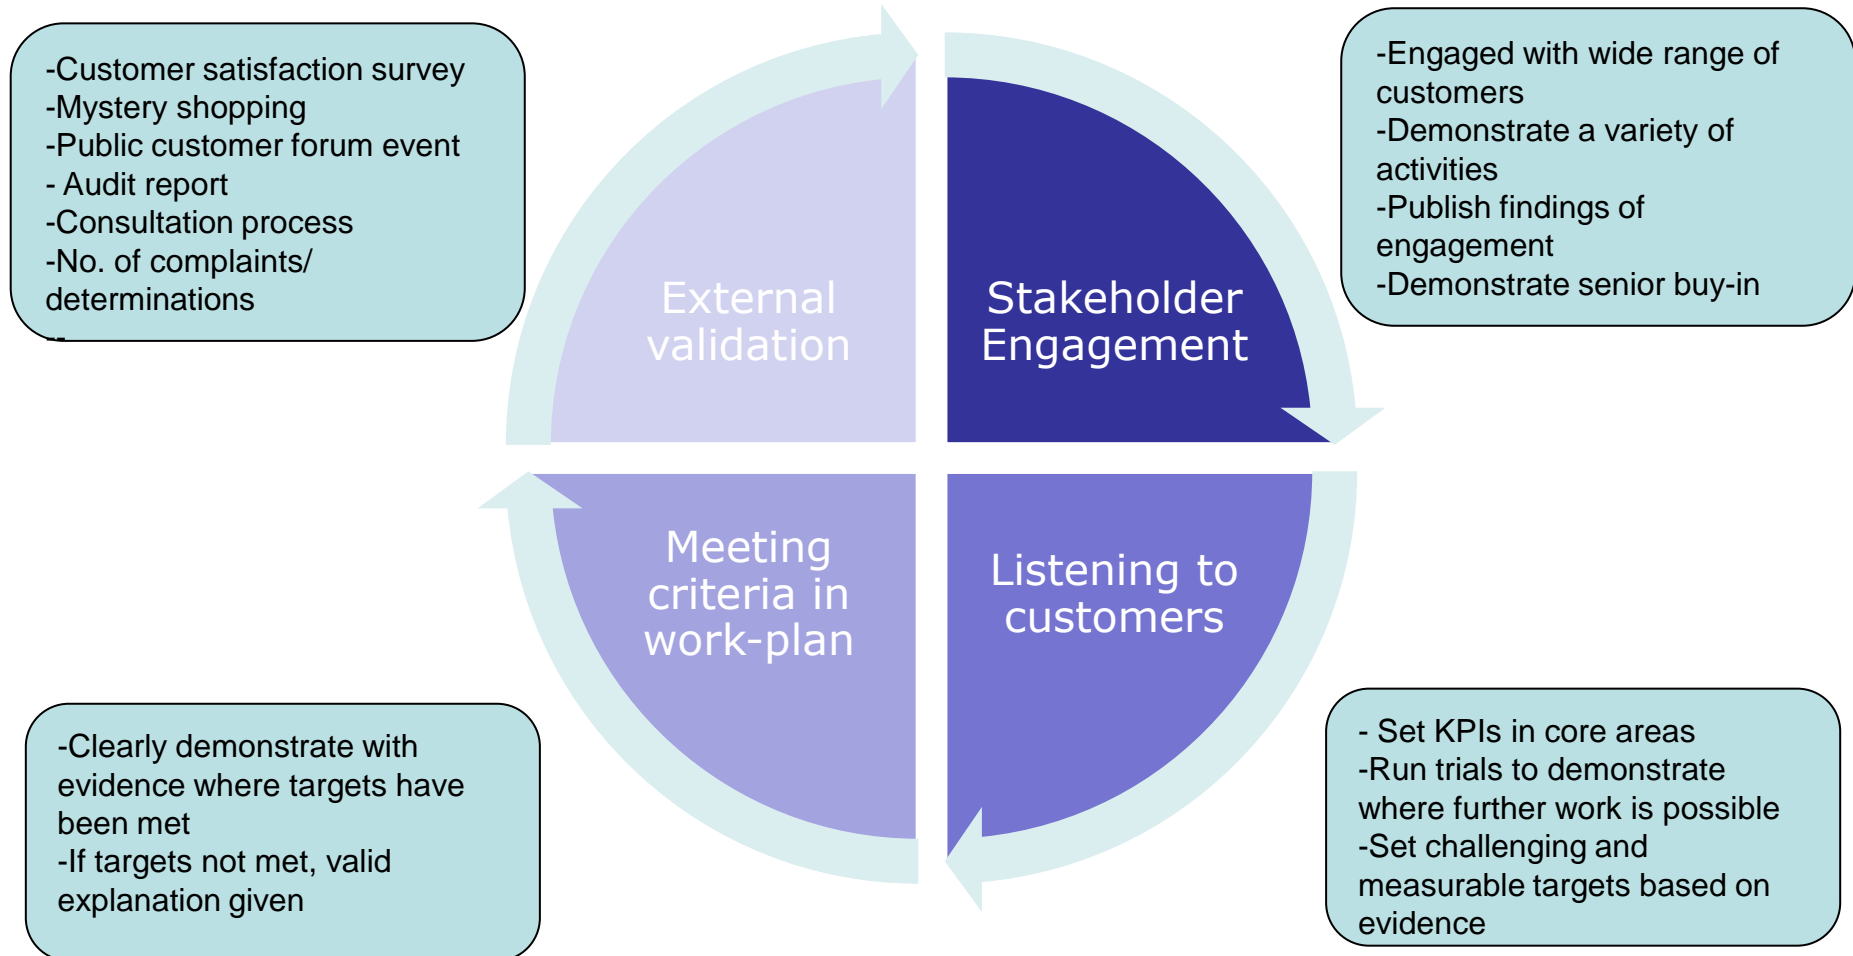 -Customer satisfaction survey
-Mystery shopping
-Public customer forum event
- Audit report
-Consultation process
-No. of complaints/
determinations
--
-Engaged with wide range of
customers
-Demonstrate a variety of
activities
-Publish findings of
engagement
-Demonstrate senior buy-in
External
validation
Stakeholder
Engagement
Meeting
criteria in
work-plan
Listening to
customers
-Clearly demonstrate with
evidence where targets have
been met
-If targets not met, valid
explanation given
- Set KPIs in core areas
-Run trials to demonstrate
where further work is possible
-Set challenging and
measurable targets based on
evidence